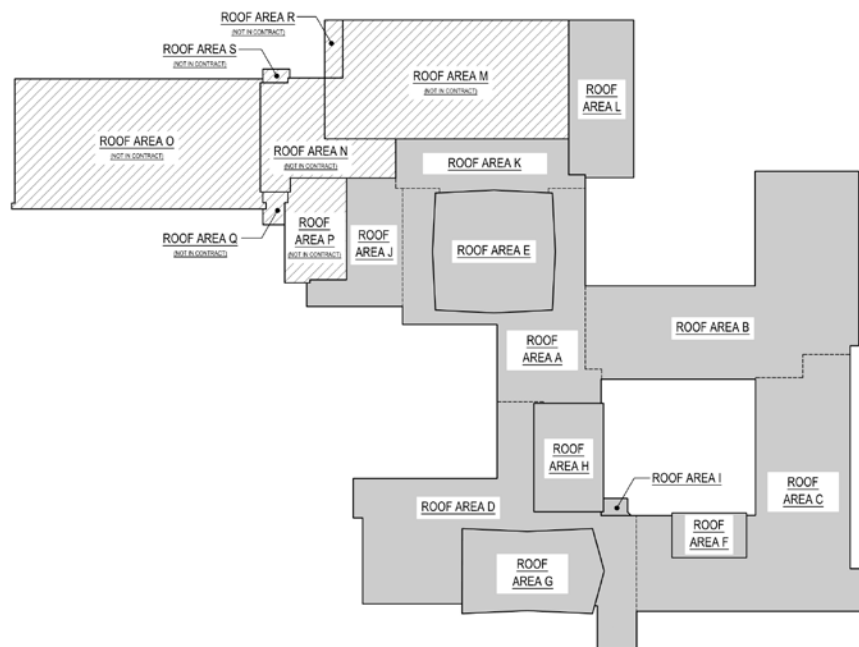 ROOF AREA R
(NOT IN CONTRACT)
ROOF AREA S
(NOT IN CONTRACT)
ROOF AREA M
(NOT IN CONTRACT)
ROOF
AREA L
ROOF AREA O
(NOT IN CONTRACT)
ROOF AREA N
(NOT IN CONTRACT)
ROOF AREA K
ROOF AREA Q
(NOT IN CONTRACT)
ROOF
AREA P
(NOT IN CONTRACT)
ROOF
AREA J
ROOF AREA E
ROOF AREA B
ROOF
AREA A
ROOF
AREA H
ROOF AREA I
ROOF
AREA C
ROOF AREA D
ROOF
AREA F
ROOF
AREA G